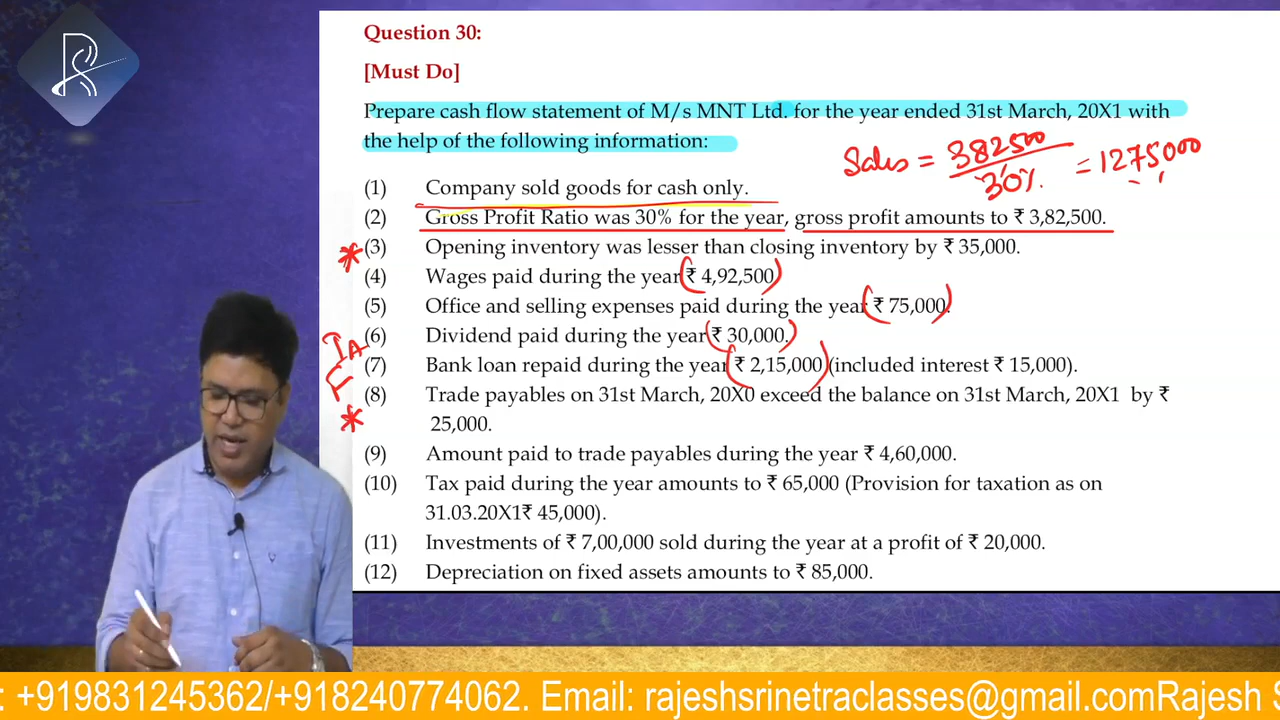 RS
Question 30:
[Must Do]
Prepare cash flow statement of M/s MNT Ltd. for the year ended 31st March, 20X1 with
the help of the following information:
Sales = 382500 / 30% = 1275000
(1) Company sold goods for cash only.
(2) Gross Profit Ratio was 30% for the year, gross profit amounts to ₹ 3,82,500.
* (3) Opening inventory was lesser than closing inventory by ₹ 35,000.
(4) Wages paid during the year (₹ 4,92,500)
(5) Office and selling expenses paid during the year (₹ 75,000)
(6) Dividend paid during the year (₹ 30,000.)
(7) Bank loan repaid during the year (₹ 2,15,000) (included interest ₹ 15,000).
(8) Trade payables on 31st March, 20X0 exceed the balance on 31st March, 20X1 by ₹
* 25,000.
(9) Amount paid to trade payables during the year ₹ 4,60,000.
(10) Tax paid during the year amounts to ₹ 65,000 (Provision for taxation as on
31.03.20X1₹ 45,000).
(11) Investments of ₹ 7,00,000 sold during the year at a profit of ₹ 20,000.
(12) Depreciation on fixed assets amounts to ₹ 85,000.
: +919831245362/+918240774062. Email: rajeshsrinetraclasses@gmail.comRajesh S